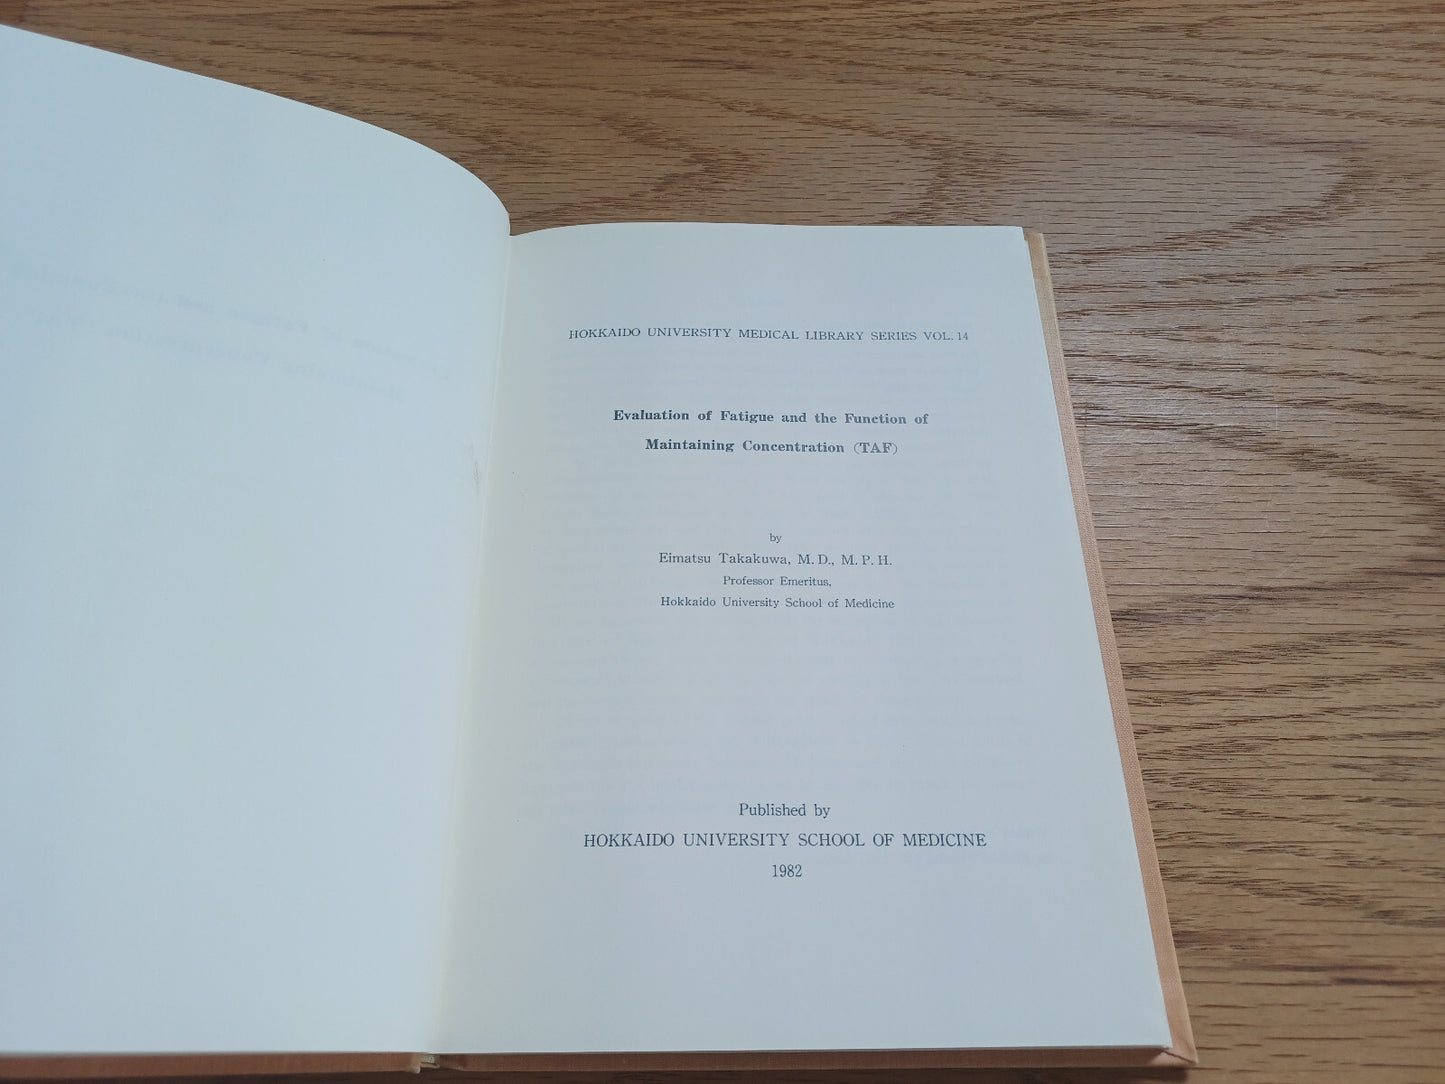 HOKKAIDO UNIVERSITY MEDICAL LIBRARY SERIES VOL. 14
Evaluation of Fatigue and the Function of
Maintaining Concentration (TAF)
by
Eimatsu Takakuwa, M. D., M. P. H.
Professor Emeritus,
Hokkaido University School of Medicine
Published by
HOKKAIDO UNIVERSITY SCHOOL OF MEDICINE
1982